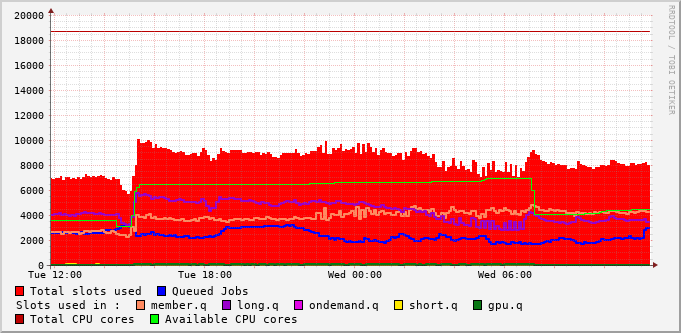 RRDTOOL / TOBI OETIKER
20000
18000
16000
14000
12000
10000
8000
6000
4000
2000
0
Tue 12:00 Tue 18:00 Wed 00:00 Wed 06:00
Total slots used Queued Jobs
Slots used in : member.q long.q ondemand.q short.q gpu.q
Total CPU cores Available CPU cores